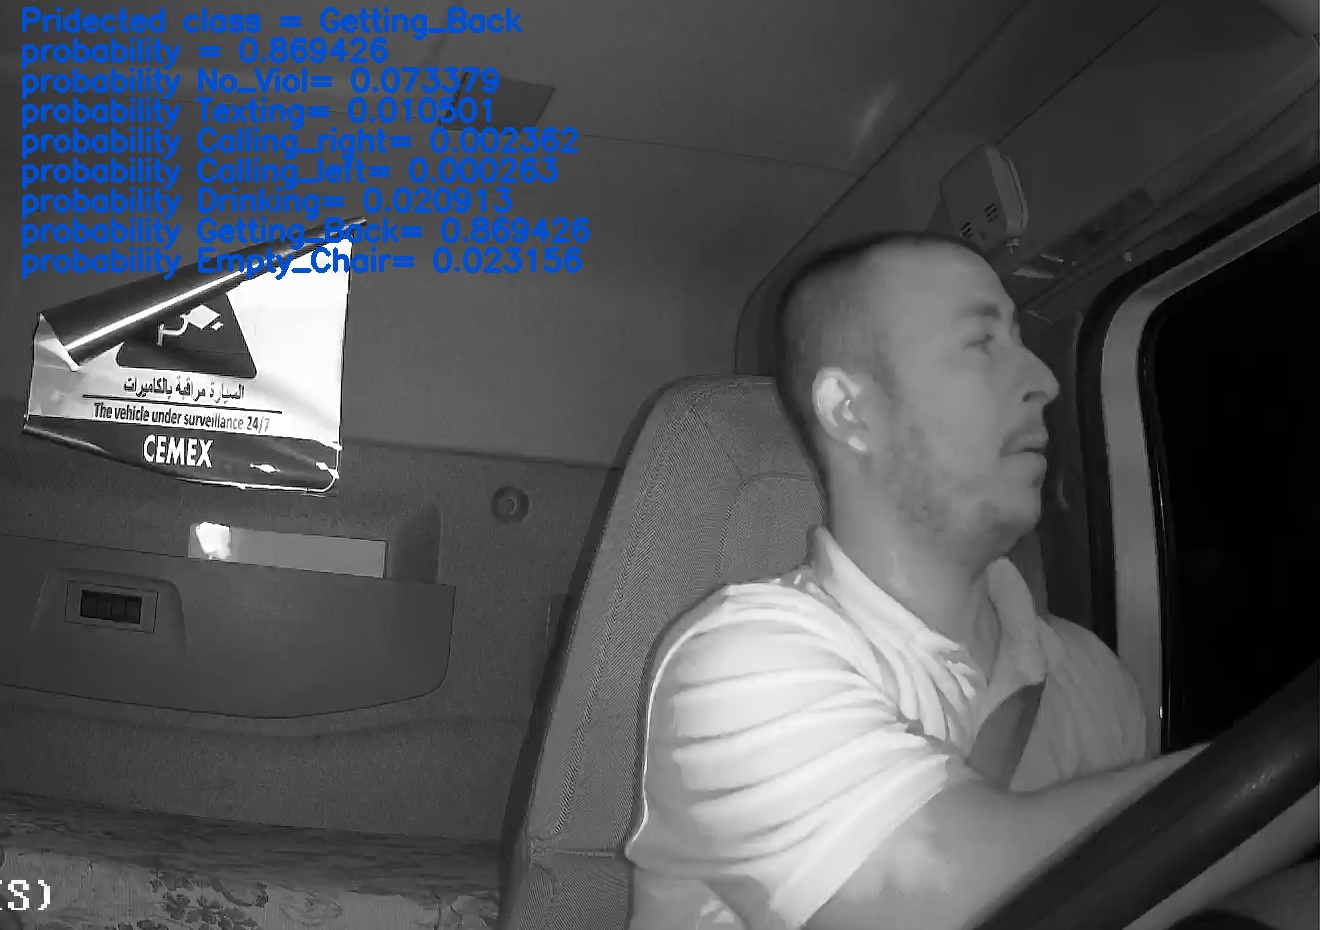 Pridected class = Getting_Back
probability = 0.869426
probability No_Viol= 0.073379
probability Texting= 0.010501
probability Calling_right= 0.002362
probability Calling_left= 0.000263
probability Drinking= 0.020913
probability Getting_Back= 0.869426
probability Empty_Chair= 0.023156
السيارة مراقبة بالكاميرات
The vehicle under surveillance 24/7
CEMEX
S)